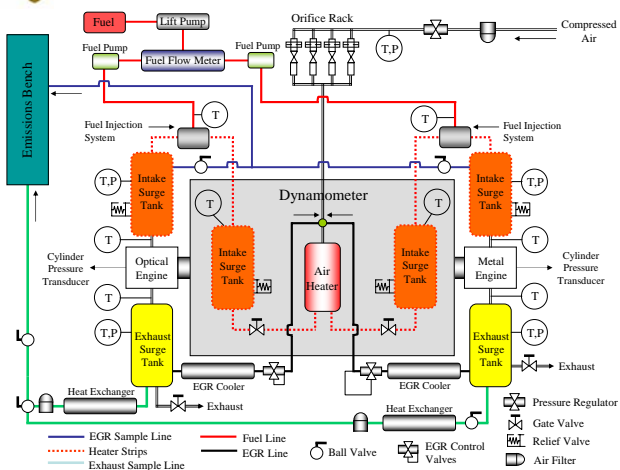 Orifice Rack
Fuel
Lift Pump
Compressed
Air
Fuel Pump
Fuel Pump
Fuel Flow Meter
T,P
Emissions Bench
T
T
Fuel Injection
System
Fuel Injection
System
Intake
Surge
Tank
T,P
Intake
Surge
Tank
T,P
Dynamometer
T
T
T
T
Intake
Surge
Tank
Intake
Surge
Tank
Air
Heater
Cylinder
Pressure
Transducer
Optical
Engine
Metal
Engine
Cylinder
Pressure
Transducer
T
T
T,P
Exhaust
Surge
Tank
Exhaust
Surge
Tank
T,P
EGR Cooler
EGR Cooler
Exhaust
Heat Exchanger
Exhaust
Heat Exchanger
Pressure Regulator
Gate Valve
Relief Valve
Air Filter
EGR Sample Line
Fuel Line
Heater Strips
EGR Line
Exhaust Sample Line
Ball Valve
EGR Control
Valves